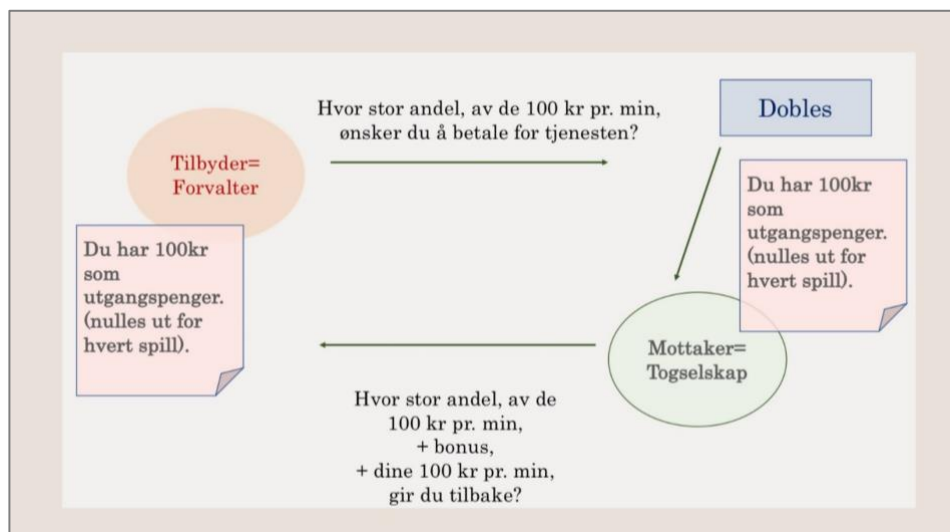 Hvor stor andel, av de 100 kr pr. min,
ønsker du å betale for tjenesten?
Dobles
Tilbyder=
Forvalter
Du har 100kr
som
utgangspenger.
(nulles ut for
hvert spill).
Du har 100kr
som
utgangspenger.
(nulles ut for
hvert spill).
Mottaker=
Togselskap
Hvor stor andel, av de
100 kr pr. min,
+ bonus,
+ dine 100 kr pr. min,
gir du tilbake?